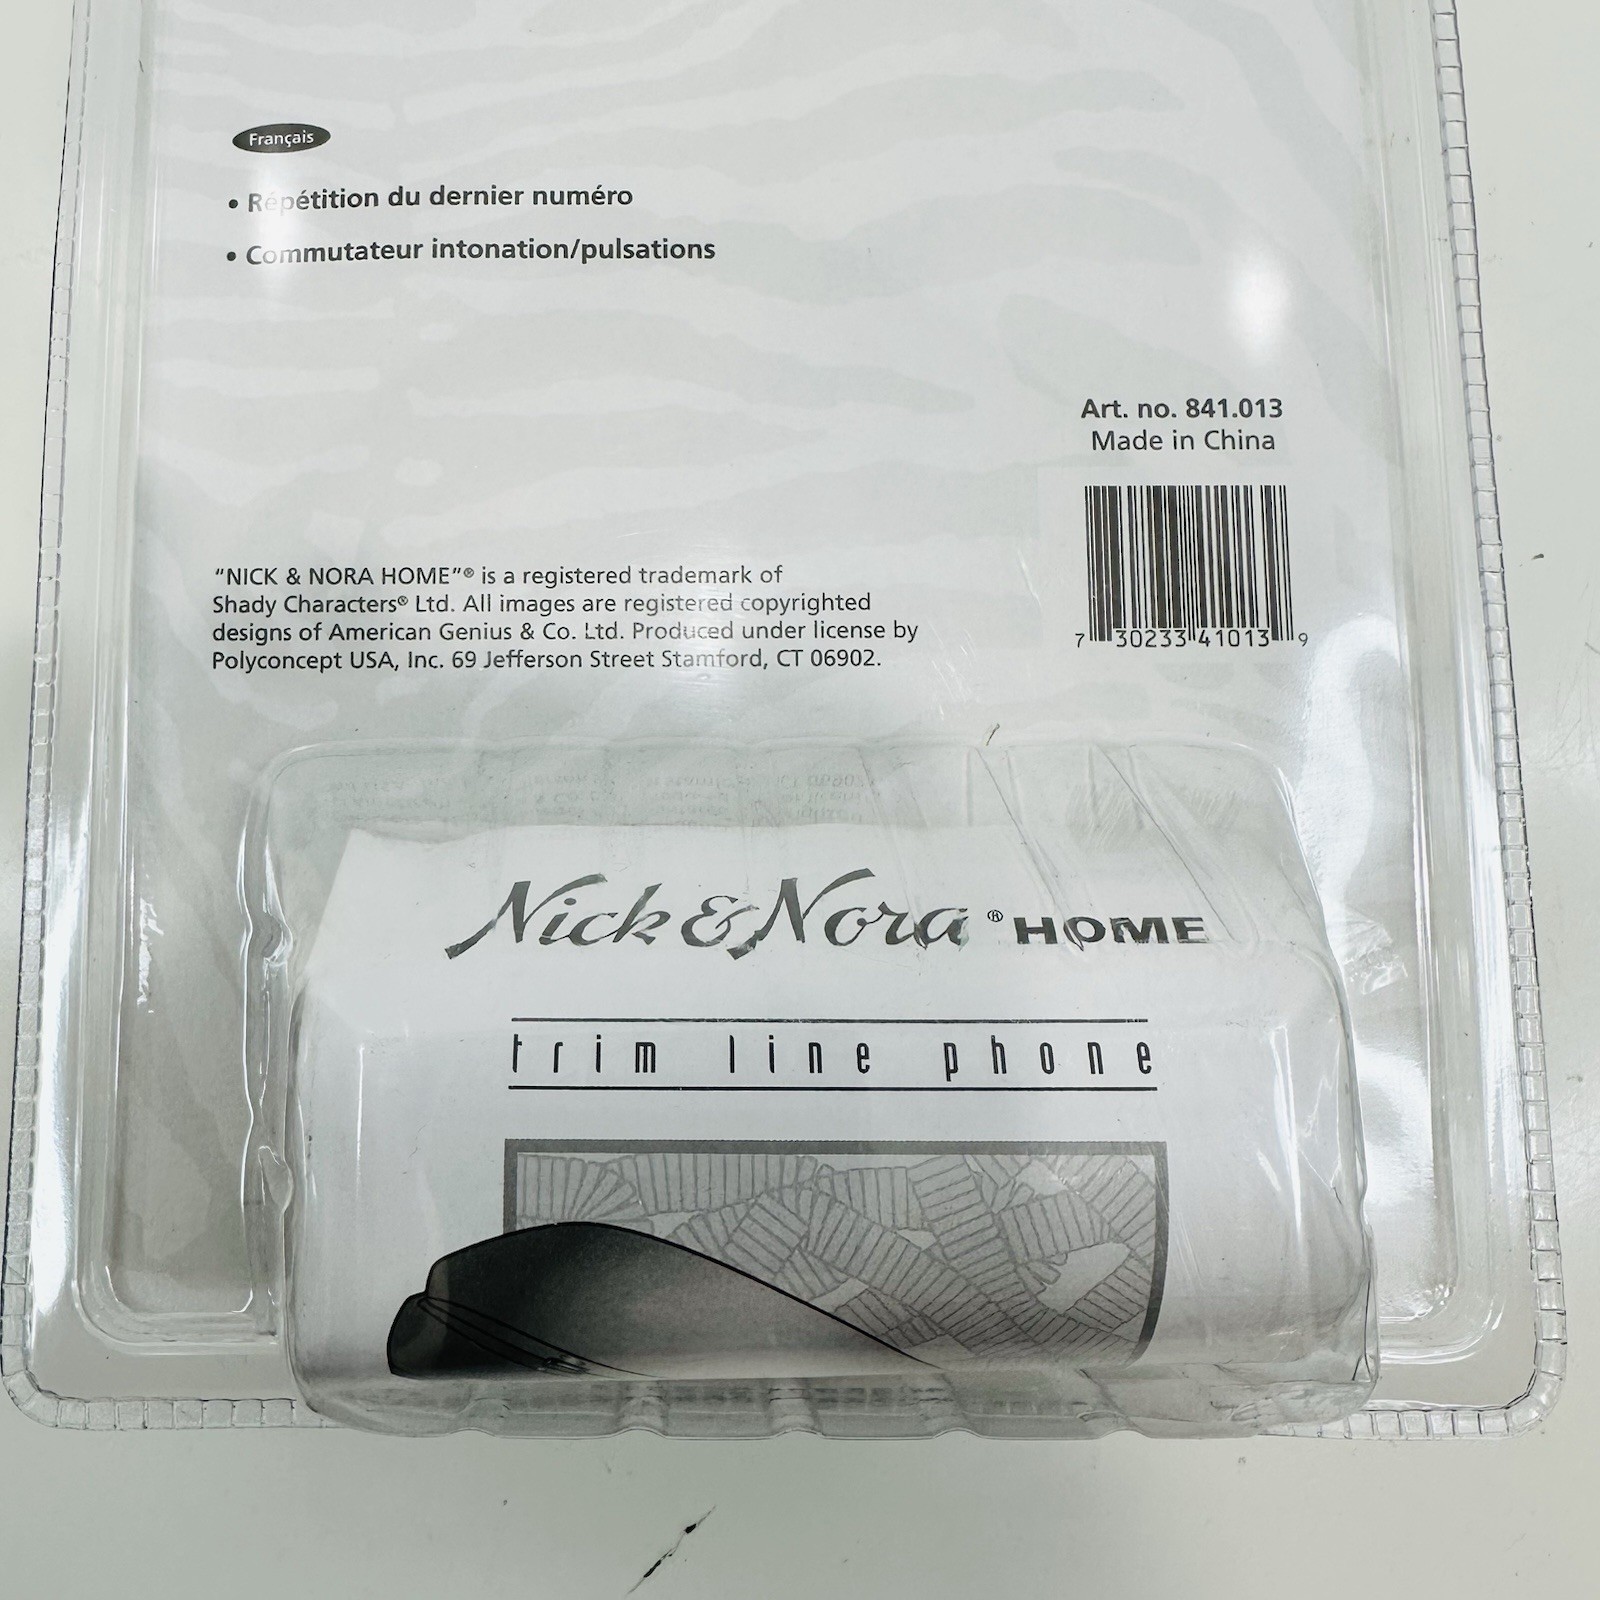 Français
• Répétition du dernier numéro
• Commutateur intonation/pulsations
Art. no. 841.013
Made in China
7 30233 41013 9
“NICK & NORA HOME”® is a registered trademark of
Shady Characters® Ltd. All images are registered copyrighted
designs of American Genius & Co. Ltd. Produced under license by
Polyconcept USA, Inc. 69 Jefferson Street Stamford, CT 06902.
Nick & Nora® HOME
trim line phone